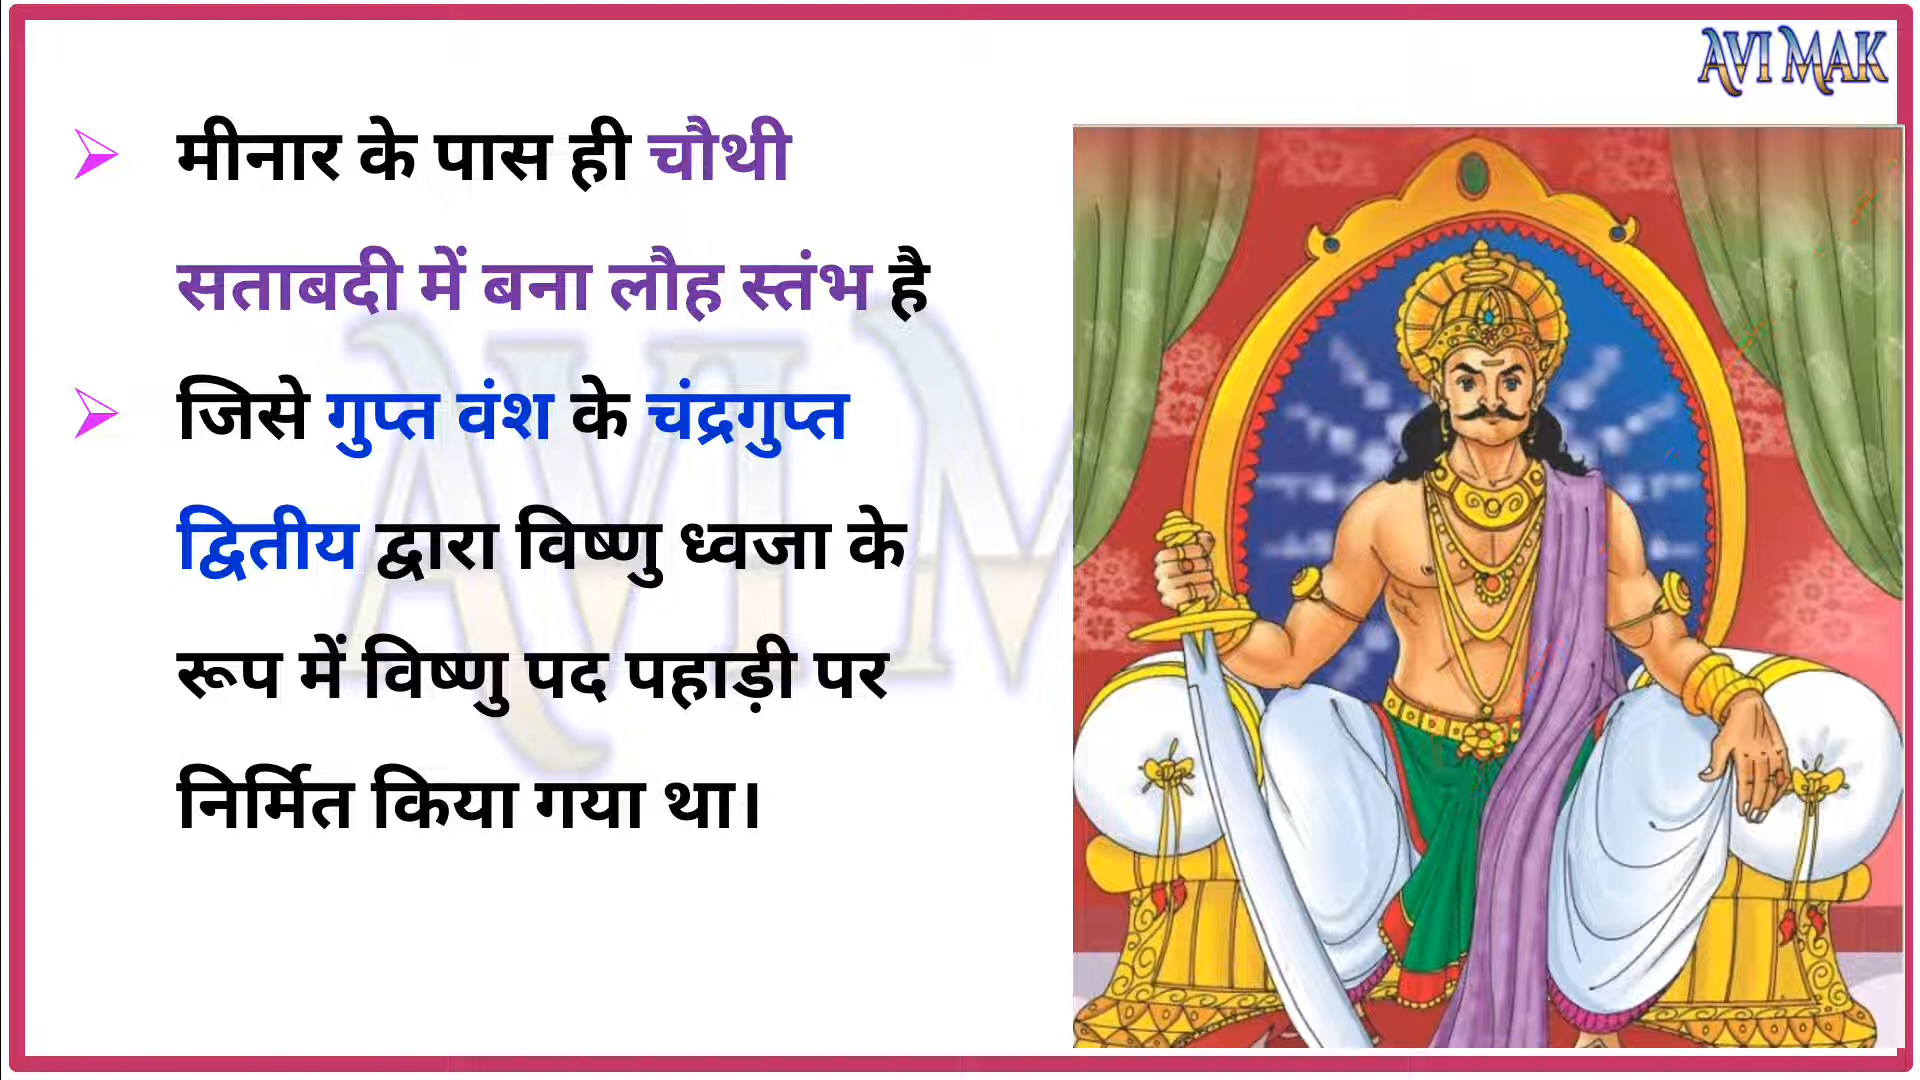 AVI MAK
मीनार के पास ही चौथी
सताबदी में बना लौह स्तंभ है
जिसे गुप्त वंश के चंद्रगुप्त
द्वितीय द्वारा विष्णु ध्वजा के
रूप में विष्णु पद पहाड़ी पर
निर्मित किया गया था।